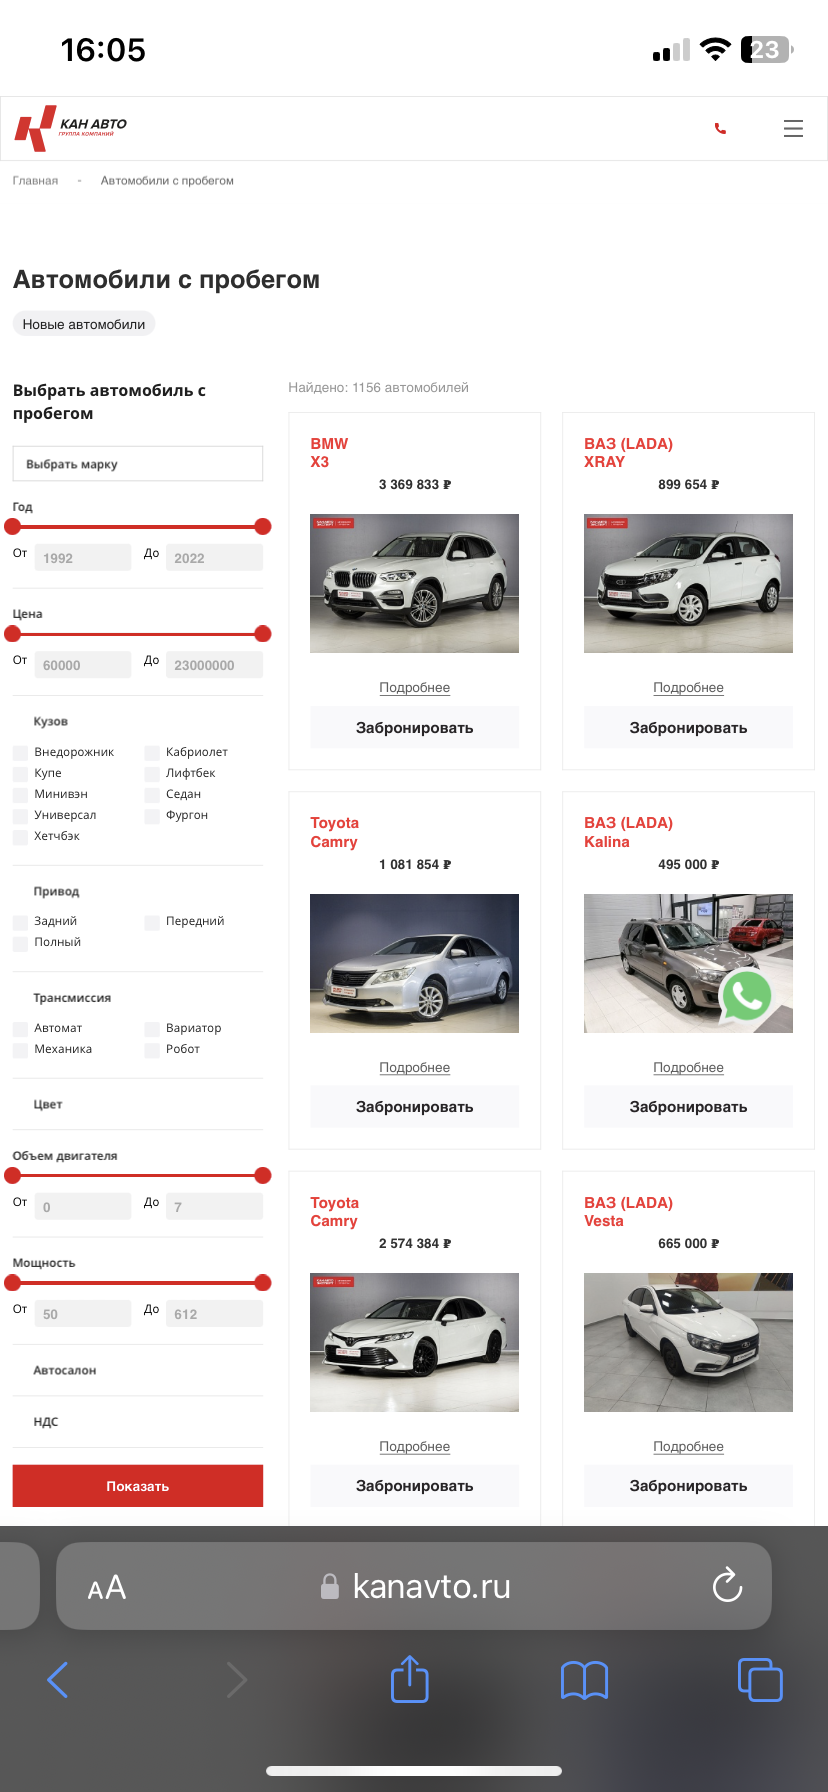 16:05
23
КАН АВТО
ГРУППА КОМПАНИЙ
Главная - Автомобили с пробегом
Автомобили с пробегом
Новые автомобили
Выбрать автомобиль с
пробегом
Выбрать марку
Год
От 1992 До 2022
Цена
От 60000 До 23000000
Кузов
Внедорожник Кабриолет
Купе Лифтбек
Минивэн Седан
Универсал Фургон
Хетчбэк
Привод
Задний Передний
Полный
Трансмиссия
Автомат Вариатор
Механика Робот
Цвет
Объем двигателя
От 0 До 7
Мощность
От 50 До 612
Автосалон
НДС
Показать
Найдено: 1156 автомобилей
BMW
X3
3 369 833 ₽
Подробнее
Забронировать
ВАЗ (LADA)
XRAY
899 654 ₽
Подробнее
Забронировать
Toyota
Camry
1 081 854 ₽
Подробнее
Забронировать
ВАЗ (LADA)
Kalina
495 000 ₽
Подробнее
Забронировать
Toyota
Camry
2 574 384 ₽
Подробнее
Забронировать
ВАЗ (LADA)
Vesta
665 000 ₽
Подробнее
Забронировать
AA kanavto.ru